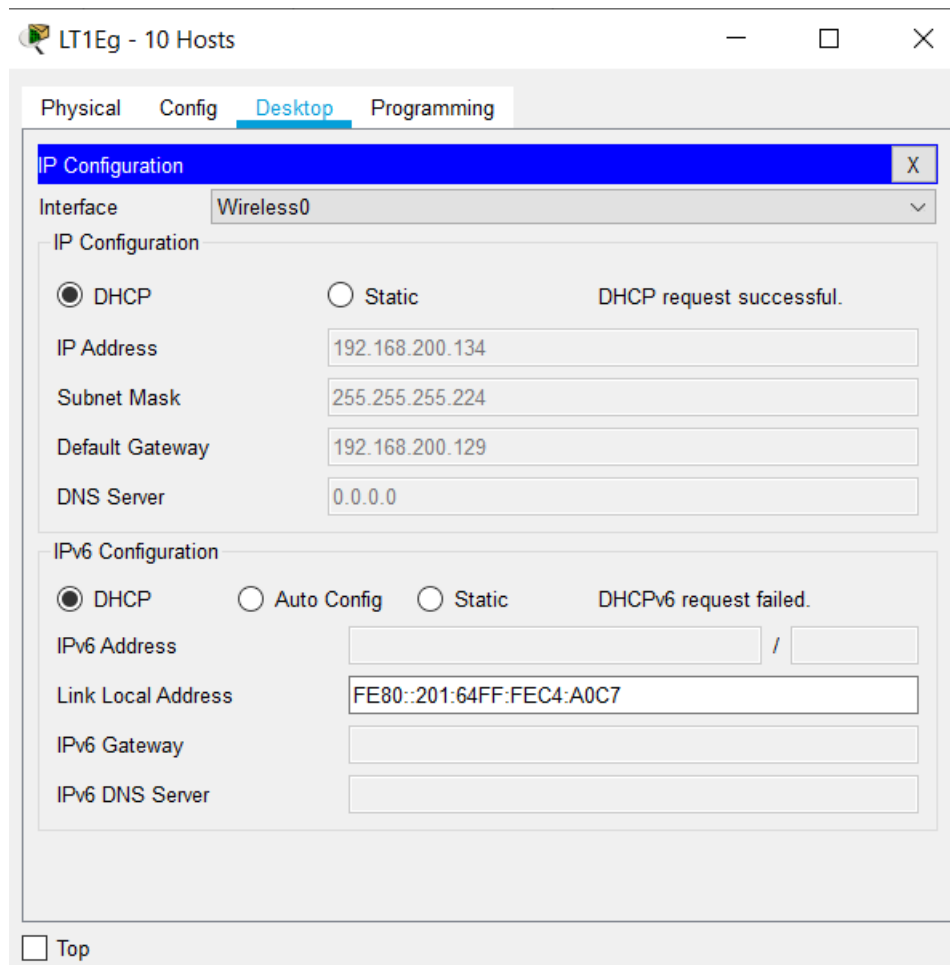 LT1Eg - 10 Hosts
Physical Config Desktop Programming
IP Configuration X
Interface Wireless0
IP Configuration
DHCP Static DHCP request successful.
IP Address 192.168.200.134
Subnet Mask 255.255.255.224
Default Gateway 192.168.200.129
DNS Server 0.0.0.0
IPv6 Configuration
DHCP Auto Config Static DHCPv6 request failed.
IPv6 Address /
Link Local Address FE80::201:64FF:FEC4:A0C7
IPv6 Gateway
IPv6 DNS Server
Top